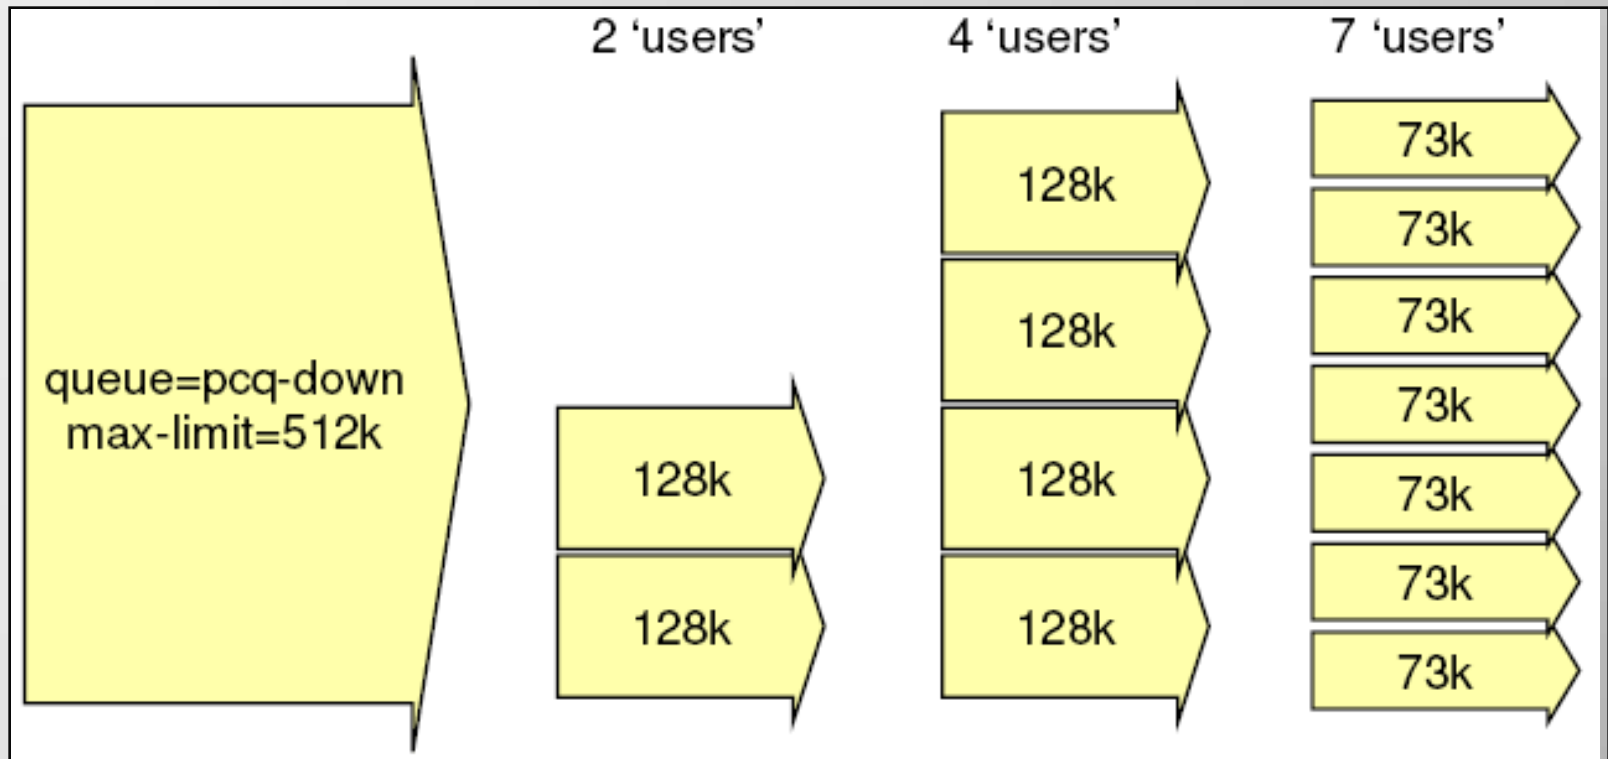 2 ‘users’
4 ‘users’
7 ‘users’
queue=pcq-down
max-limit=512k
128k
128k
128k
128k
128k
128k
73k
73k
73k
73k
73k
73k
73k